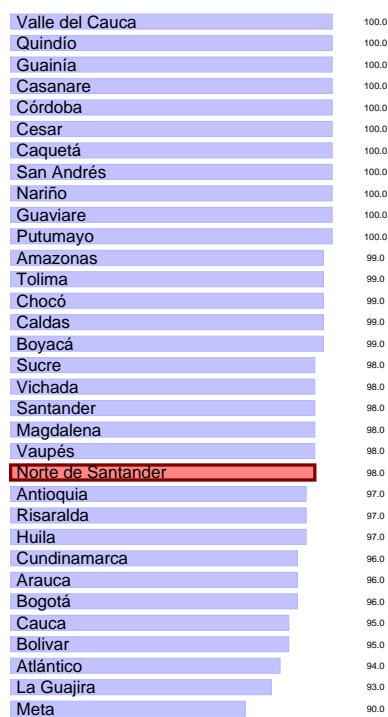 Valle del Cauca 100.0
Quindío 100.0
Guainía 100.0
Casanare 100.0
Córdoba 100.0
Cesar 100.0
Caquetá 100.0
San Andrés 100.0
Nariño 100.0
Guaviare 100.0
Putumayo 100.0
Amazonas 99.0
Tolima 99.0
Chocó 99.0
Caldas 99.0
Boyacá 99.0
Sucre 98.0
Vichada 98.0
Santander 98.0
Magdalena 98.0
Vaupés 98.0
Norte de Santander 98.0
Antioquia 97.0
Risaralda 97.0
Huila 97.0
Cundinamarca 96.0
Arauca 96.0
Bogotá 96.0
Cauca 95.0
Bolivar 95.0
Atlántico 94.0
La Guajira 93.0
Meta 90.0